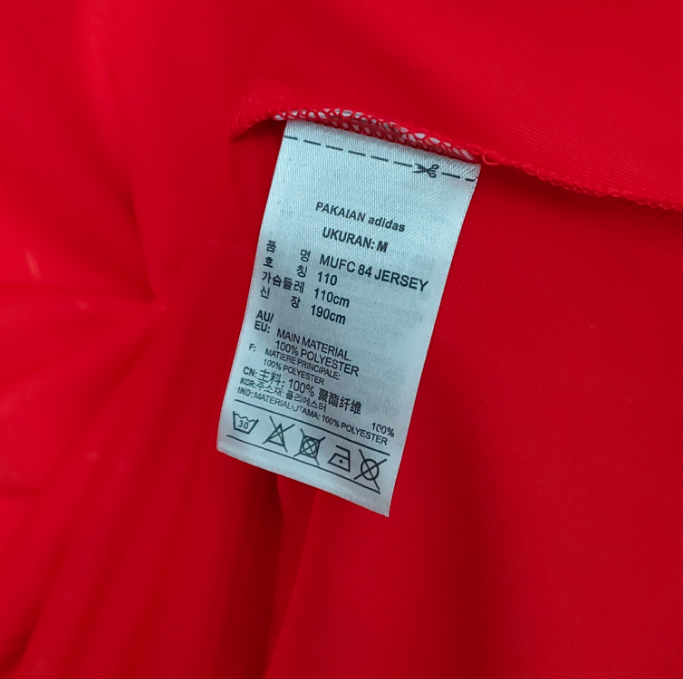 PAKAIAN adidas
UKURAN: M
품 명 MUFC 84 JERSEY
호 칭 110
가슴둘레 110cm
신 장 190cm
AU/
EU: MAIN MATERIAL
100% POLYESTER
F: MATIERE PRINCIPALE:
100% POLYESTER
CN: 主料: 100% 聚酯纤维
KOR: 주소재: 폴리에스터 100%
IND: MATERIAL UTAMA: 100% POLYESTER
30